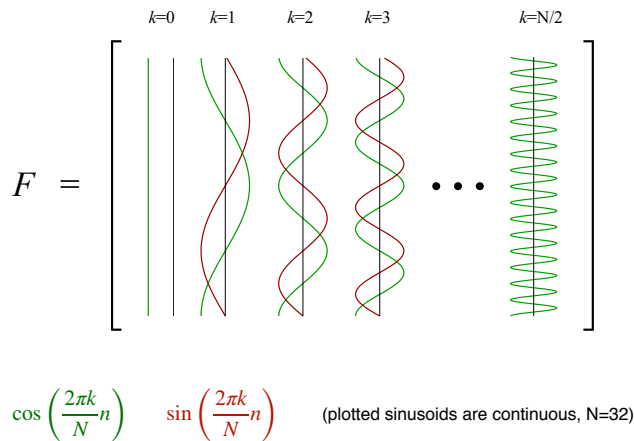 k=0 k=1 k=2 k=3 k=N/2
F = [ • • • ]
cos(2πk/N n) sin(2πk/N n) (plotted sinusoids are continuous, N=32)